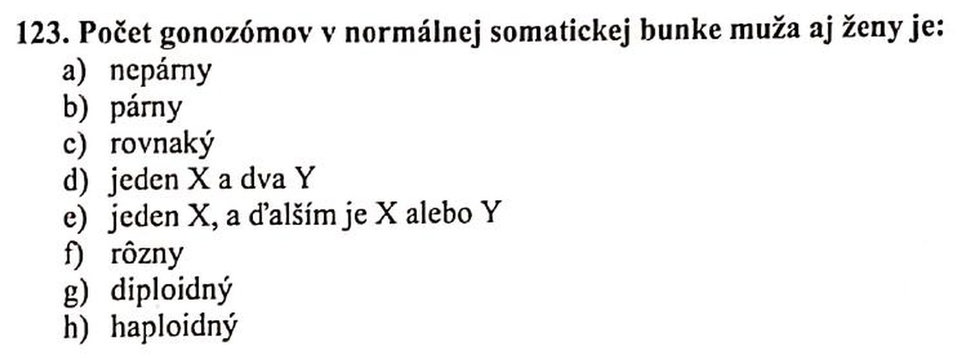 123. Počet gonozómov v normálnej somatickej bunke muža aj ženy je:
a) nepárny
b) párny
c) rovnaký
d) jeden X a dva Y
e) jeden X, a ďalším je X alebo Y
f) rôzny
g) diploidný
h) haploidný